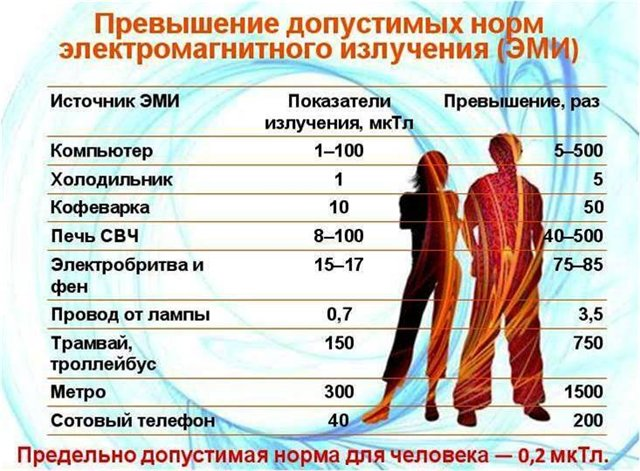 Превышение допустимых норм
электромагнитного излучения (ЭМИ)
Источник ЭМИ Показатели Превышение, раз
излучения, мкТл
Компьютер 1–100 5–500
Холодильник 1 5
Кофеварка 10 50
Печь СВЧ 8–100 40–500
Электробритва и 15–17 75–85
фен
Провод от лампы 0,7 3,5
Трамвай, 150 750
троллейбус
Метро 300 1500
Сотовый телефон 40 200
Предельно допустимая норма для человека — 0,2 мкТл.